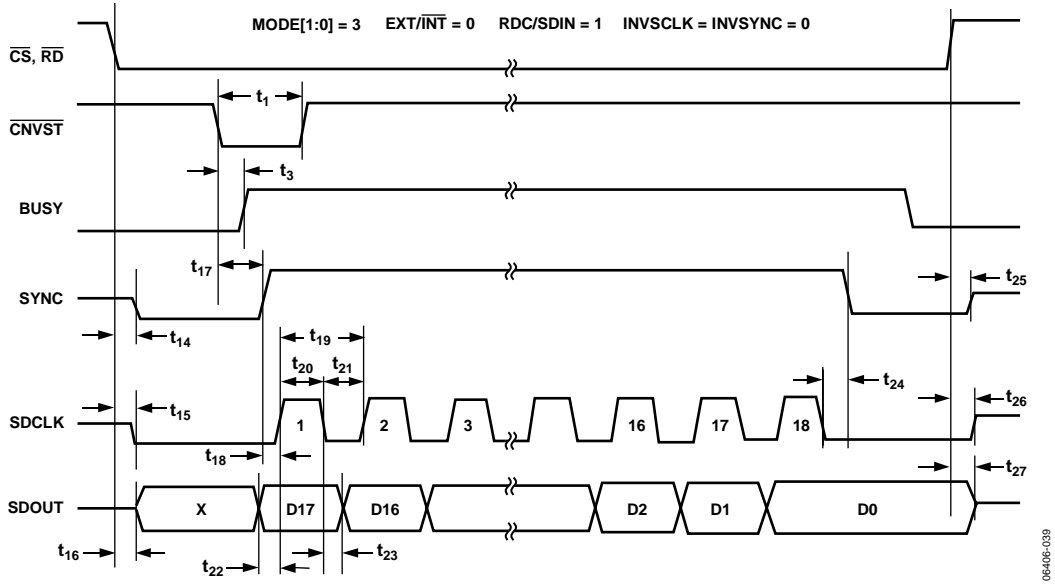 MODE[1:0] = 3 EXT/INT = 0 RDC/SDIN = 1 INVSCLK = INVSYNC = 0
CS, RD
t1
CNVST
t3
BUSY
t17
t25
SYNC
t14
t19
t20 t21
t24
t15
t26
SDCLK
1 2 3 16 17 18
t18
t27
SDOUT
X D17 D16 D2 D1 D0
t16
t22
t23
06406-039